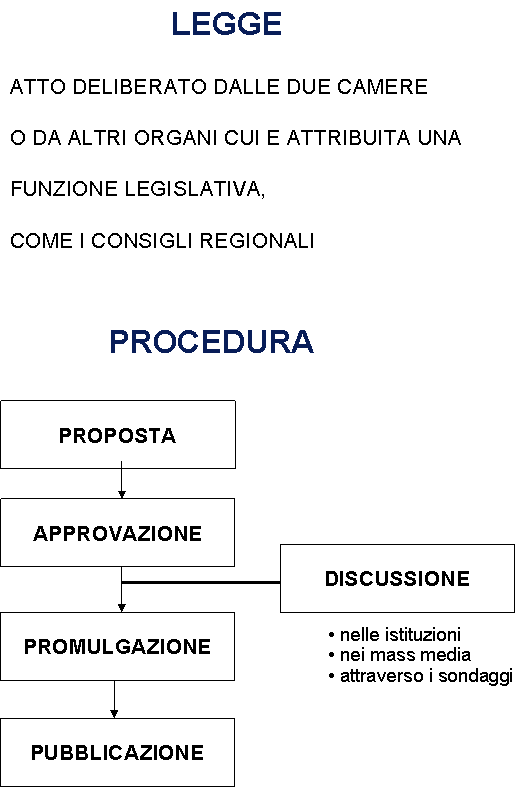 LEGGE
ATTO DELIBERATO DALLE DUE CAMERE
O DA ALTRI ORGANI CUI E ATTRIBUITA UNA
FUNZIONE LEGISLATIVA,
COME I CONSIGLI REGIONALI
PROCEDURA
PROPOSTA
APPROVAZIONE
DISCUSSIONE
• nelle istituzioni
• nei mass media
• attraverso i sondaggi
PROMULGAZIONE
PUBBLICAZIONE